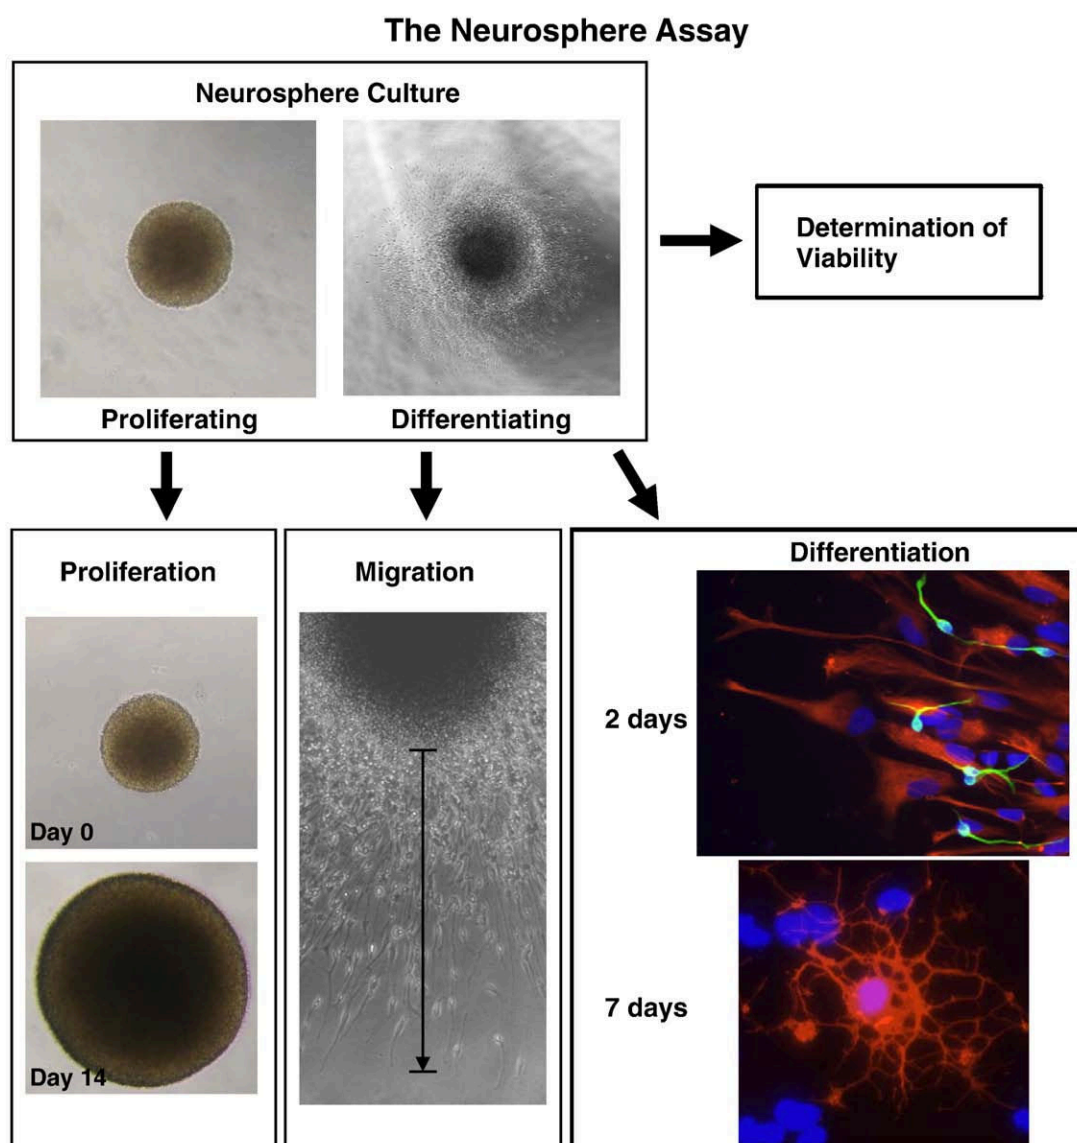 The Neurosphere Assay
Neurosphere Culture
Proliferating
Differentiating
Determination of
Viability
Proliferation
Day 0
Day 14
Migration
Differentiation
2 days
7 days